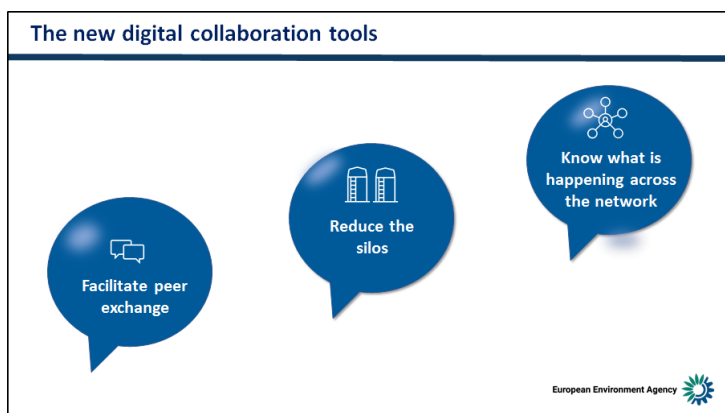 The new digital collaboration tools
Know what is
happening across
the network
Reduce the
silos
Facilitate peer
exchange
European Environment Agency